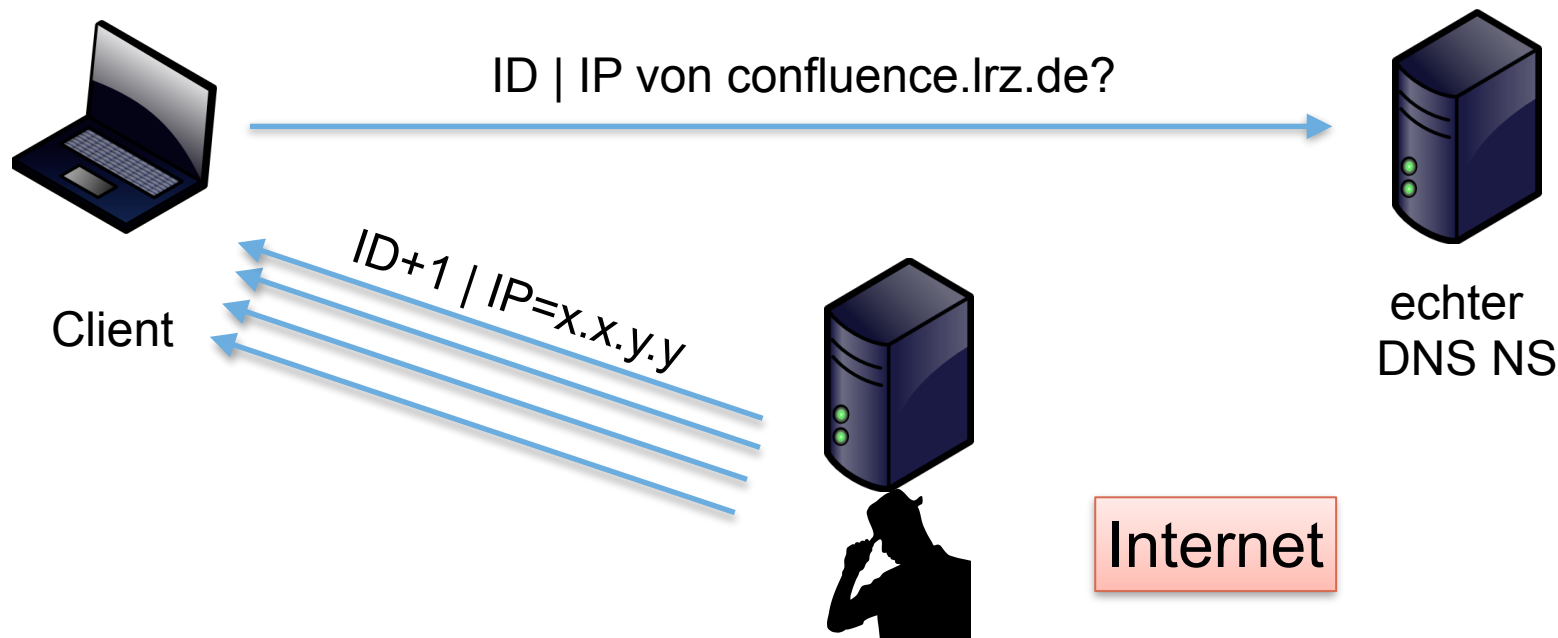 ID | IP von confluence.lrz.de?
ID+1 | IP=x.x.y.y
Client
echter
DNS NS
Internet